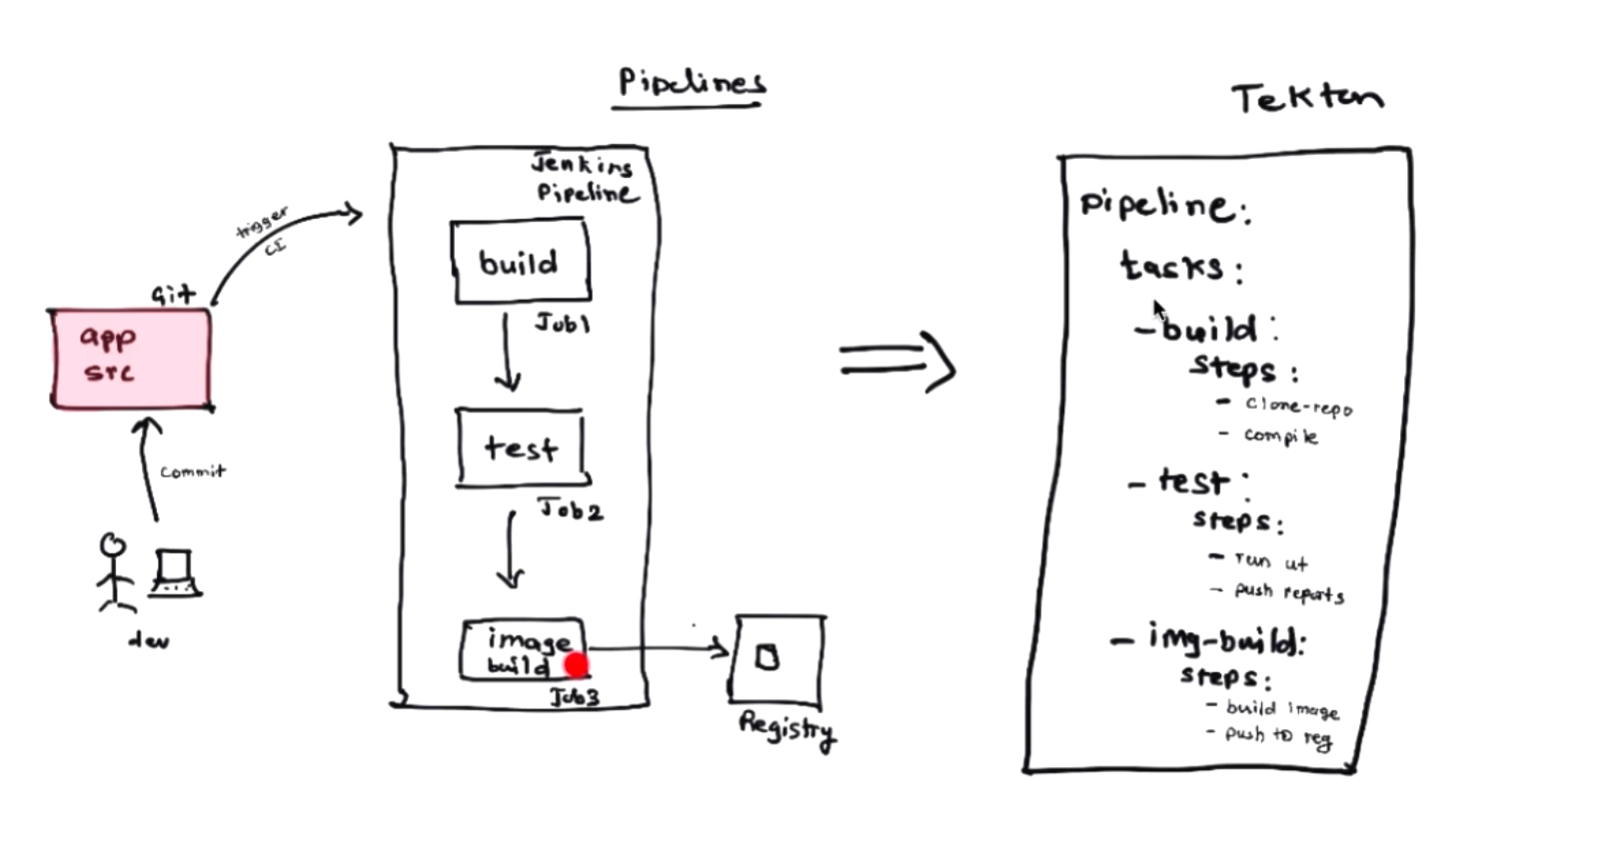 Pipelines
git
app
src
trigger
CI
commit
dev
Jenkins
Pipeline
build
Job1
test
Job2
image
build
Job3
Registry
Tekton
pipeline:
tasks:
- build:
steps:
- clone-repo
- compile
- test:
steps:
- run ut
- push reports
- img-build:
steps:
- build image
- push to reg